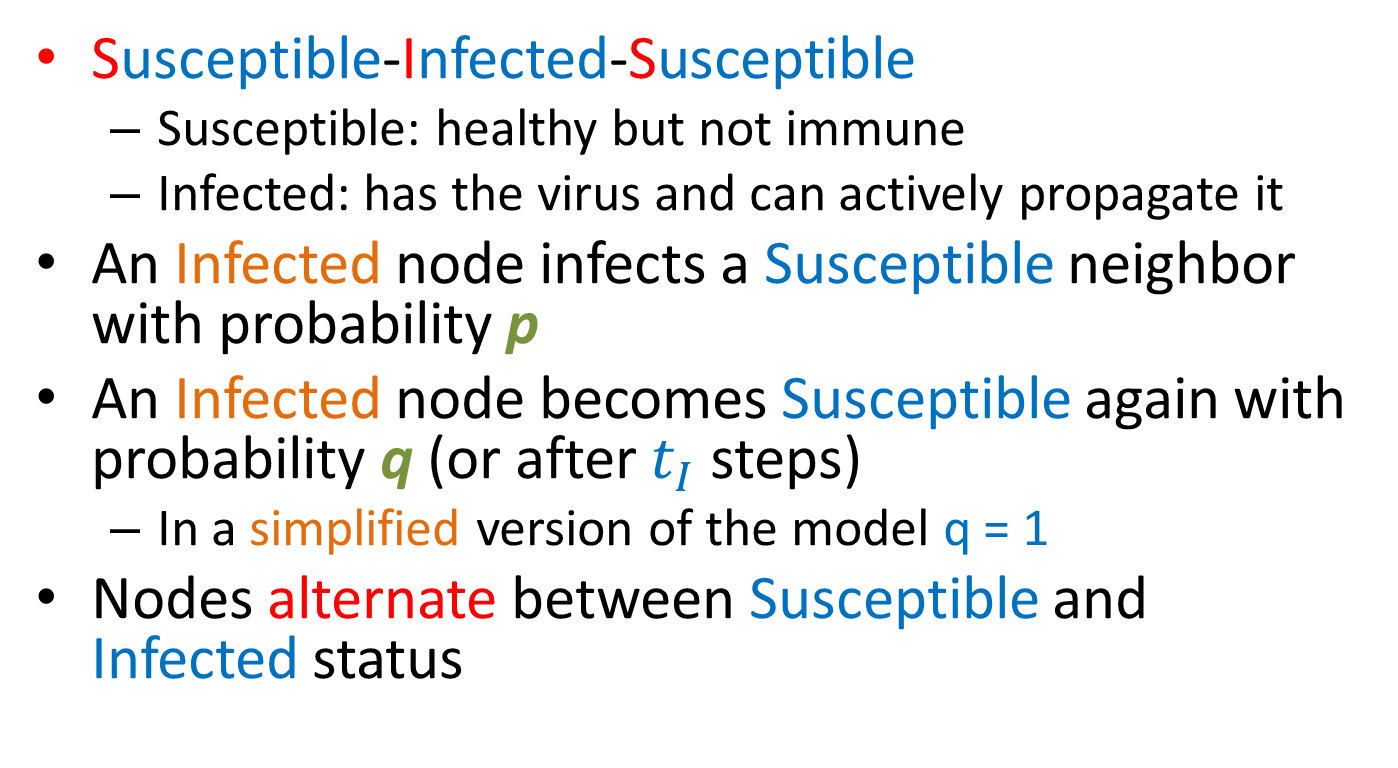 • Susceptible-Infected-Susceptible
– Susceptible: healthy but not immune
– Infected: has the virus and can actively propagate it
• An Infected node infects a Susceptible neighbor
with probability p
• An Infected node becomes Susceptible again with
probability q (or after t_I steps)
– In a simplified version of the model q = 1
• Nodes alternate between Susceptible and
Infected status